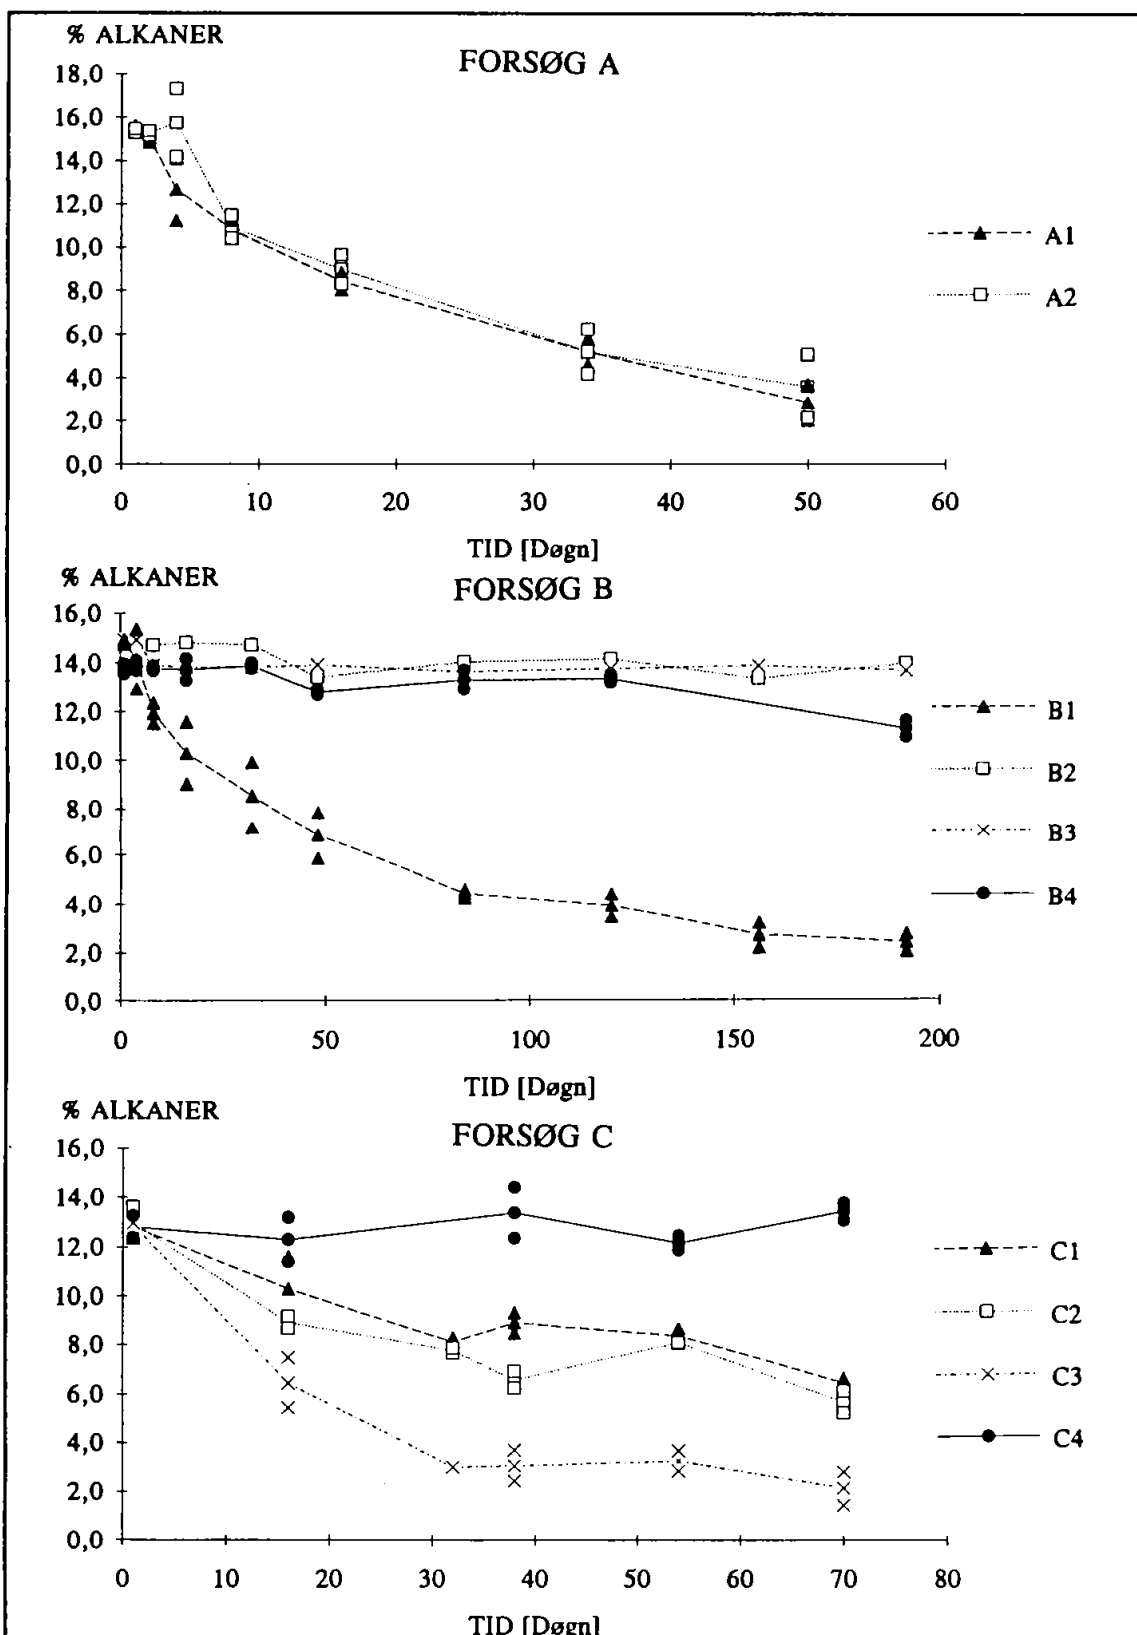 % ALKANER
FORSØG A
18,0
16,0
14,0
12,0
10,0
8,0
6,0
4,0
2,0
0,0
0 10 20 30 40 50 60
TID [Døgn]
A1
A2
% ALKANER
FORSØG B
16,0
14,0
12,0
10,0
8,0
6,0
4,0
2,0
0,0
0 50 100 150 200
TID [Døgn]
B1
B2
B3
B4
% ALKANER
FORSØG C
16,0
14,0
12,0
10,0
8,0
6,0
4,0
2,0
0,0
0 10 20 30 40 50 60 70 80
TID [Døgn]
C1
C2
C3
C4